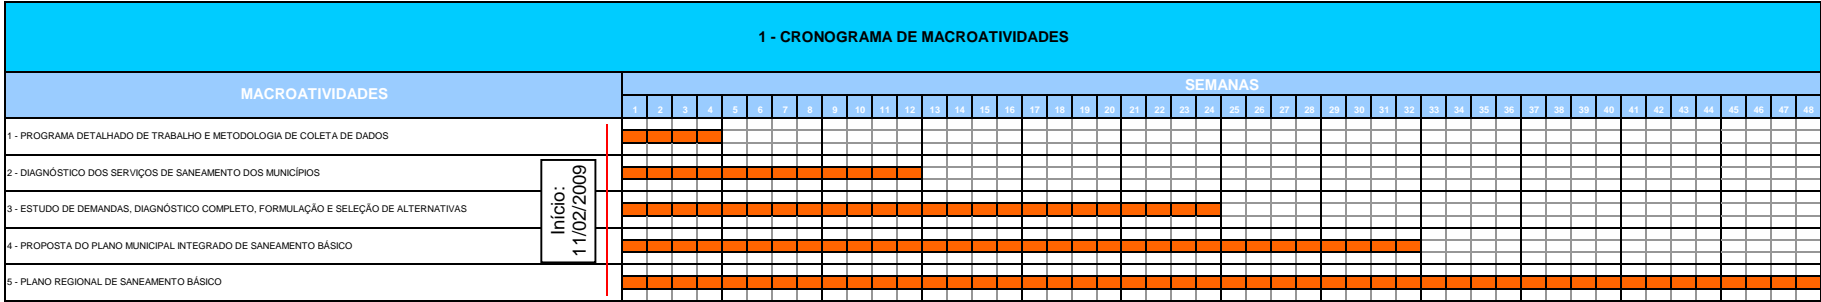 1 - CRONOGRAMA DE MACROATIVIDADES
MACROATIVIDADES
SEMANAS
1 2 3 4 5 6 7 8 9 10 11 12 13 14 15 16 17 18 19 20 21 22 23 24 25 26 27 28 29 30 31 32 33 34 35 36 37 38 39 40 41 42 43 44 45 46 47 48
1 - PROGRAMA DETALHADO DE TRABALHO E METODOLOGIA DE COLETA DE DADOS
2 - DIAGNÓSTICO DOS SERVIÇOS DE SANEAMENTO DOS MUNICÍPIOS
3 - ESTUDO DE DEMANDAS, DIAGNÓSTICO COMPLETO, FORMULAÇÃO E SELEÇÃO DE ALTERNATIVAS
4 - PROPOSTA DO PLANO MUNICIPAL INTEGRADO DE SANEAMENTO BÁSICO
5 - PLANO REGIONAL DE SANEAMENTO BÁSICO
Início:
11/02/2009